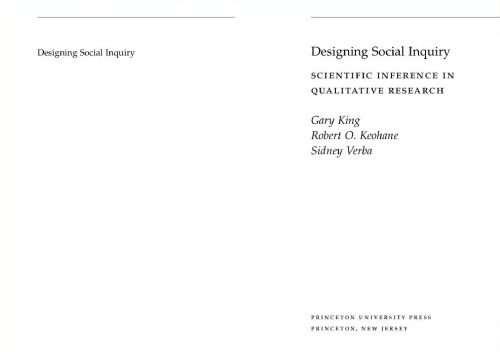 Designing Social Inquiry
Designing Social Inquiry
SCIENTIFIC INFERENCE IN
QUALITATIVE RESEARCH
Gary King
Robert O. Keohane
Sidney Verba
PRINCETON UNIVERSITY PRESS
PRINCETON, NEW JERSEY